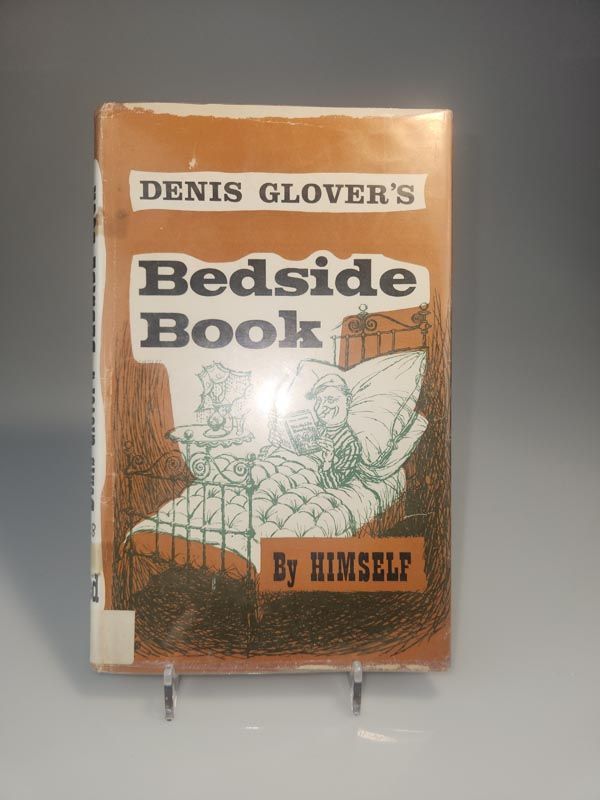 DENIS GLOVER'S
Bedside
Book
By HIMSELF